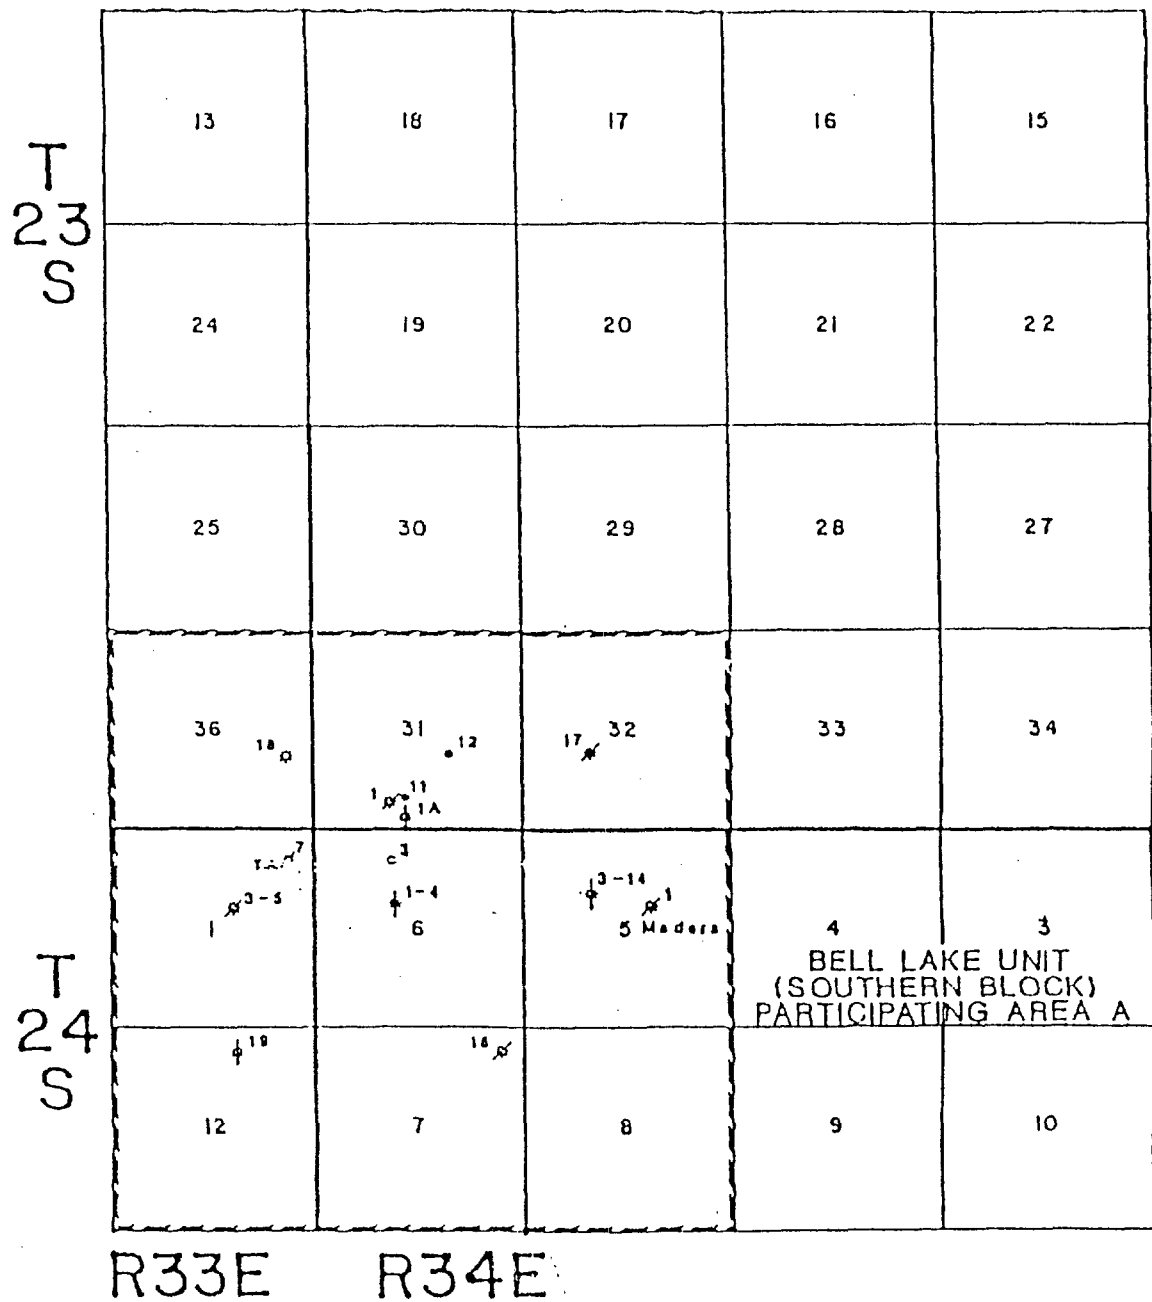 13 18 17 16 15
T
23
S
24 19 20 21 22
25 30 29 28 27
36 31 32 33 34
18 12 17
1 11
1A
7 3
3-5 1-4 3-14 1
1 6 5 Madera 4 3
BELL LAKE UNIT
(SOUTHERN BLOCK)
PARTICIPATING AREA A
T
24
S
19 16
12 7 8 9 10
R33E R34E